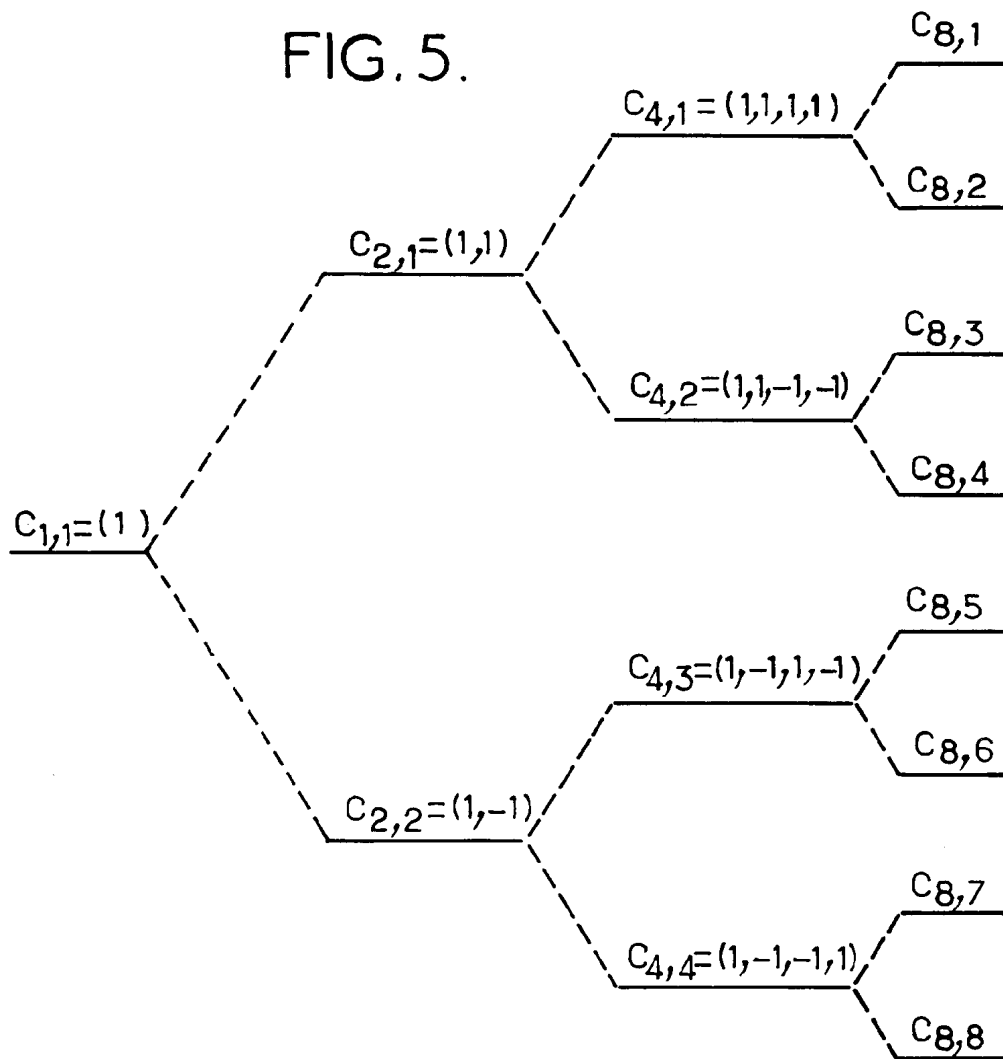 FIG. 5.
C8,1
C4,1=(1,1,1,1)
C8,2
C2,1=(1,1)
C8,3
C4,2=(1,1,-1,-1)
C8,4
C1,1=(1)
C8,5
C4,3=(1,-1,1,-1)
C8,6
C2,2=(1,-1)
C8,7
C4,4=(1,-1,-1,1)
C8,8